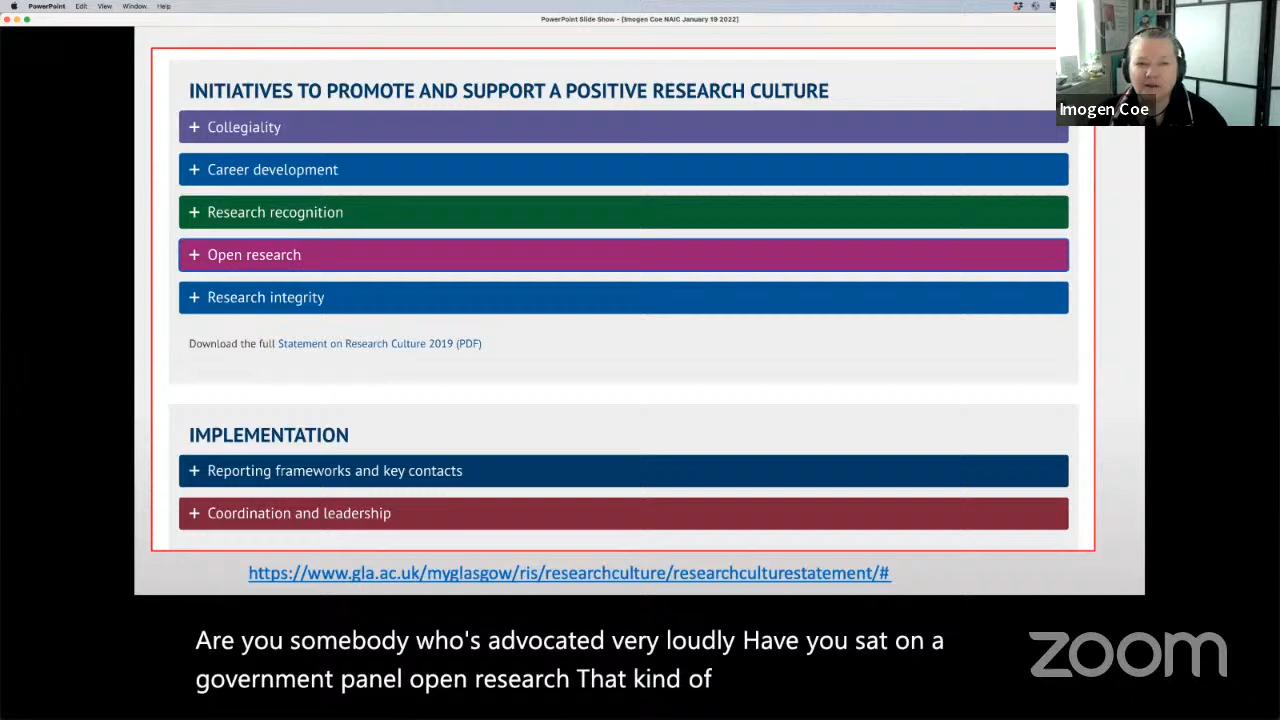 PowerPoint Edit View Window Help
PowerPoint Slide Show - [Imogen Coe NAIC January 19 2022]
Imogen Coe
INITIATIVES TO PROMOTE AND SUPPORT A POSITIVE RESEARCH CULTURE
+ Collegiality
+ Career development
+ Research recognition
+ Open research
+ Research integrity
Download the full Statement on Research Culture 2019 (PDF)
IMPLEMENTATION
+ Reporting frameworks and key contacts
+ Coordination and leadership
https://www.gla.ac.uk/myglasgow/ris/researchculture/researchculturestatement/#
Are you somebody who's advocated very loudly Have you sat on a
government panel open research That kind of
zoom